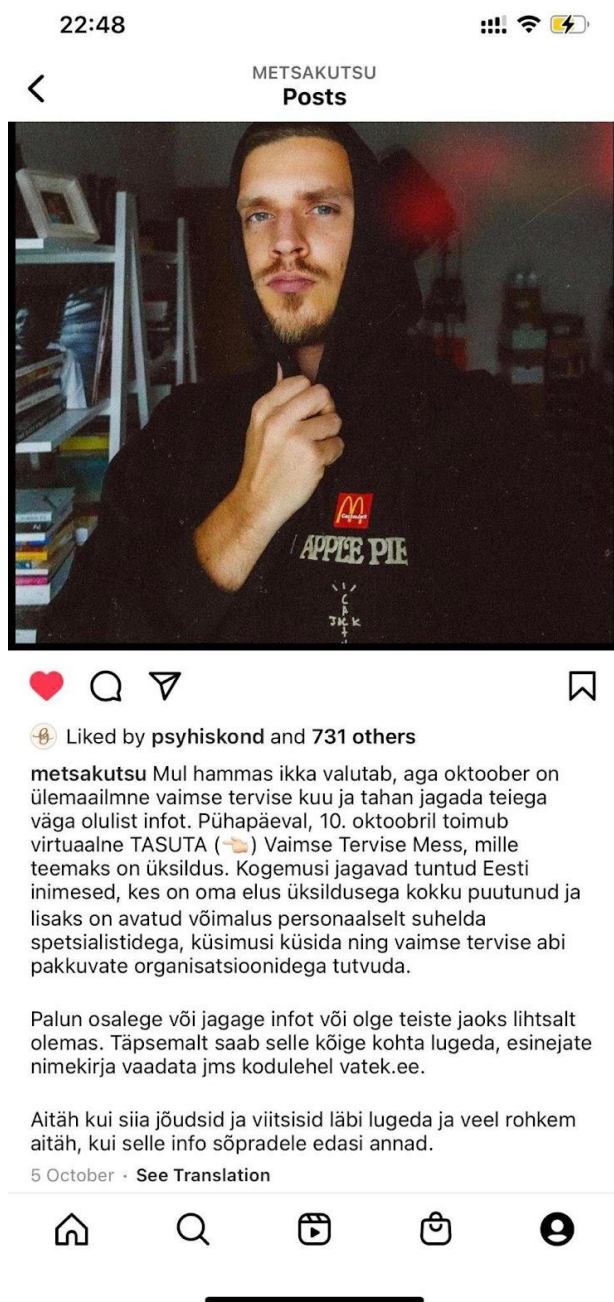 22:48
METSAKUTSU
Posts
APPLE PIE
CACT
JACK
Liked by psyhiskond and 731 others
metsakutsu Mul hammas ikka valutab, aga oktoober on
ülemaailmne vaimse tervise kuu ja tahan jagada teiega
väga olulist infot. Pühapäeval, 10. oktoobril toimub
virtuaalne TASUTA (👈🏻) Vaimse Tervise Mess, mille
teemaks on üksildus. Kogemusi jagavad tuntud Eesti
inimesed, kes on oma elus üksildusega kokku puutunud ja
lisaks on avatud võimalus personaalselt suhelda
spetsialistidega, küsimusi küsida ning vaimse tervise abi
pakkuvate organisatsioonidega tutvuda.
Palun osalege või jagage infot või olge teiste jaoks lihtsalt
olemas. Täpsemalt saab selle kõige kohta lugeda, esinejate
nimekirja vaadata jms kodulehel vatek.ee.
Aitäh kui siia jõudsid ja viitsisid läbi lugeda ja veel rohkem
aitäh, kui selle info sõpradele edasi annad.
5 October · See Translation